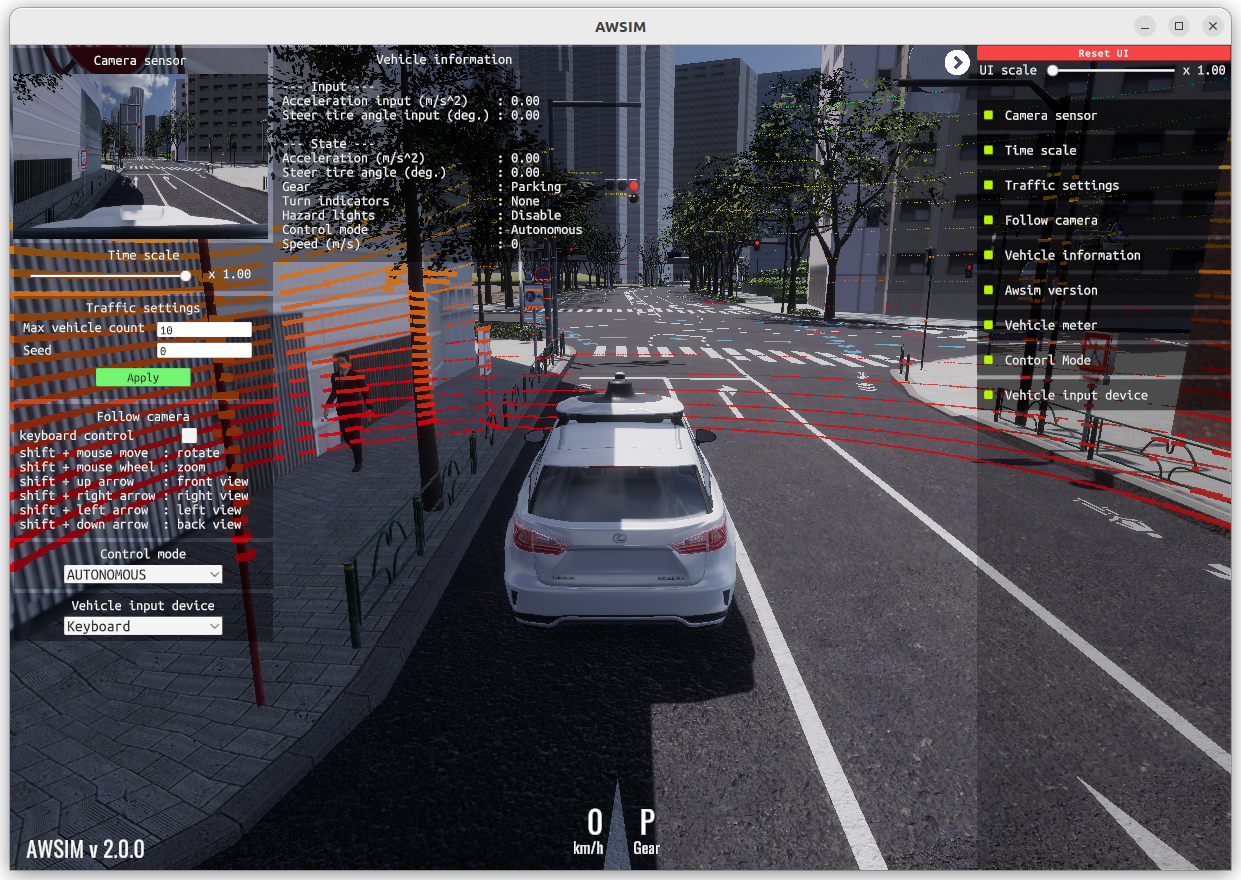 AWSIM
Camera sensor
Time scale
x 1.00
Traffic settings
Max vehicle count 10
Seed 0
Apply
Follow camera
keyboard control
shift + mouse move : rotate
shift + mouse wheel : zoom
shift + up arrow : front view
shift + right arrow : right view
shift + left arrow : left view
shift + down arrow : back view
Control mode
AUTONOMOUS
Vehicle input device
Keyboard
Vehicle information
--- Input ---
Acceleration input (m/s^2) : 0.00
Steer tire angle input (deg.) : 0.00
--- State ---
Acceleration (m/s^2) : 0.00
Steer tire angle (deg.) : 0.00
Gear : Parking
Turn indicators : None
Hazard lights : Disable
Control mode : Autonomous
Speed (m/s) : 0
Reset UI
UI scale x 1.00
Camera sensor
Time scale
Traffic settings
Follow camera
Vehicle information
Awsim version
Vehicle meter
Contorl Mode
Vehicle input device
0 P
km/h Gear
AWSIM v 2.0.0